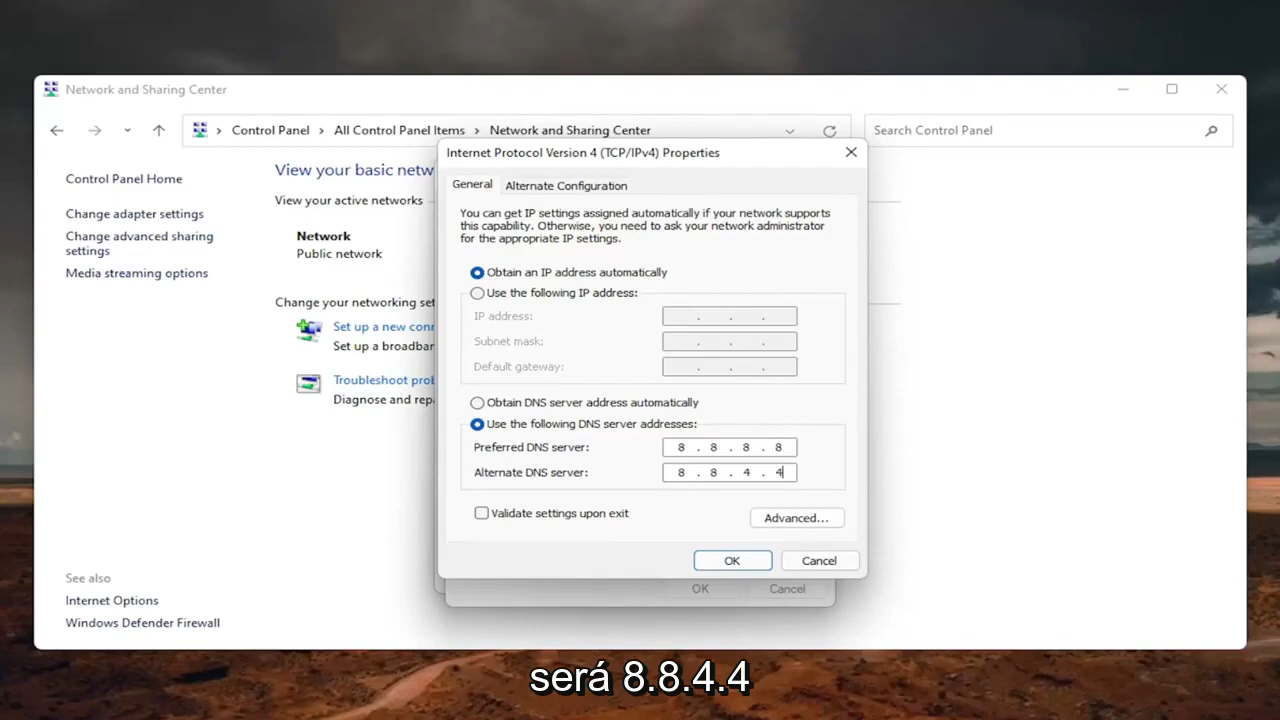 Network and Sharing Center
Control Panel > All Control Panel Items > Network and Sharing Center
Search Control Panel
Control Panel Home
Change adapter settings
Change advanced sharing
settings
Media streaming options
See also
Internet Options
Windows Defender Firewall
View your basic netw
View your active networks
Network
Public network
Change your networking set
Set up a new conn
Set up a broadban
Troubleshoot prob
Diagnose and repa
Internet Protocol Version 4 (TCP/IPv4) Properties
General Alternate Configuration
You can get IP settings assigned automatically if your network supports
this capability. Otherwise, you need to ask your network administrator
for the appropriate IP settings.
Obtain an IP address automatically
Use the following IP address:
IP address: . . .
Subnet mask: . . .
Default gateway: . . .
Obtain DNS server address automatically
Use the following DNS server addresses:
Preferred DNS server: 8 . 8 . 8 . 8
Alternate DNS server: 8 . 8 . 4 . 4
Validate settings upon exit
Advanced...
OK Cancel
OK Cancel
será 8.8.4.4